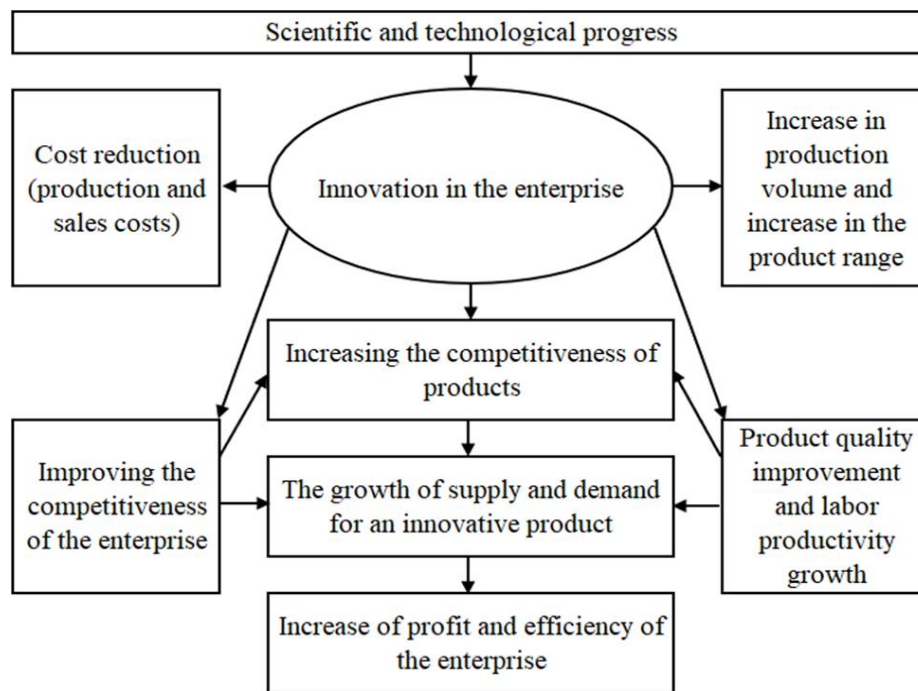 Scientific and technological progress
Cost reduction
(production and
sales costs)
Innovation in the enterprise
Increase in
production
volume and
increase in the
product range
Increasing the competitiveness of
products
Improving the
competitiveness
of the enterprise
The growth of supply and demand
for an innovative product
Product quality
improvement
and labor
productivity
growth
Increase of profit and efficiency of
the enterprise